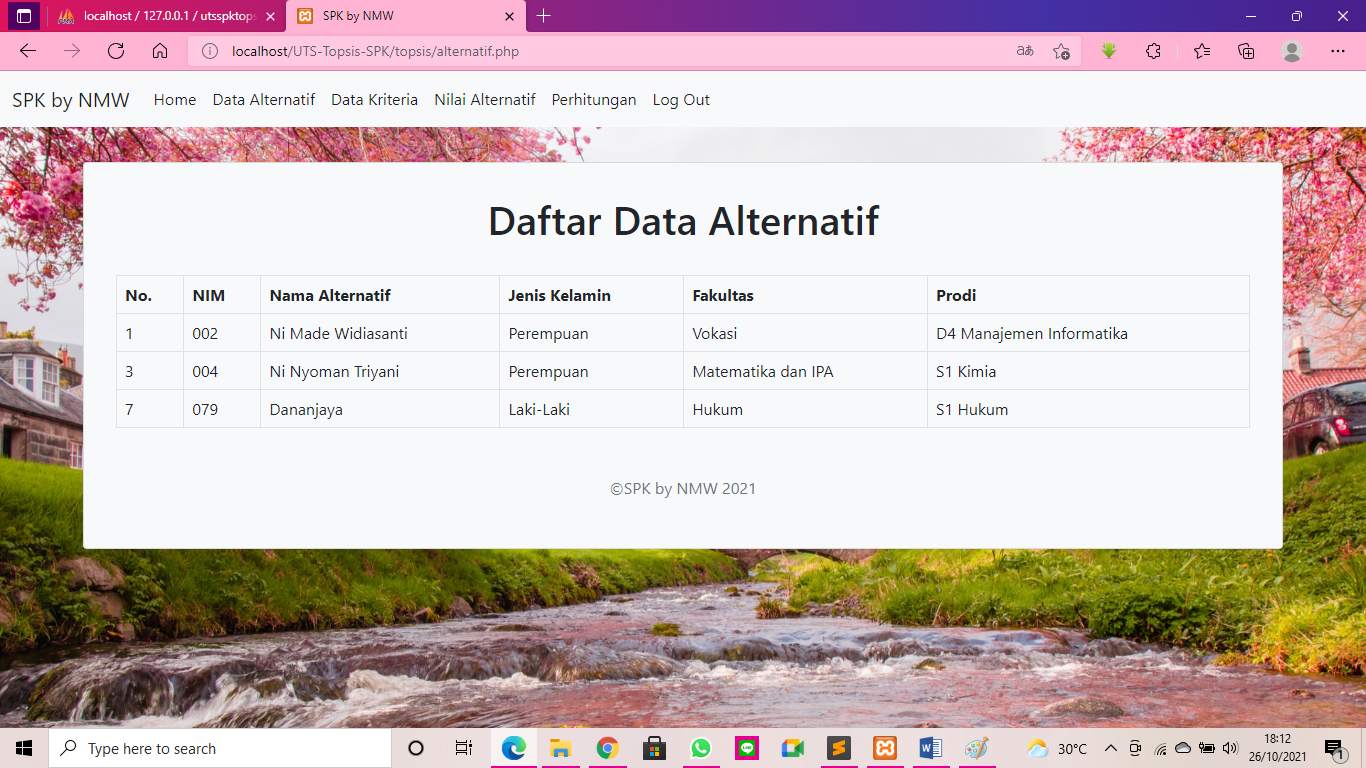 localhost / 127.0.0.1 / utsspktops
SPK by NMW
localhost/UTS-Topsis-SPK/topsis/alternatif.php
SPK by NMW Home Data Alternatif Data Kriteria Nilai Alternatif Perhitungan Log Out
Daftar Data Alternatif
No. NIM Nama Alternatif Jenis Kelamin Fakultas Prodi
1 002 Ni Made Widiasanti Perempuan Vokasi D4 Manajemen Informatika
3 004 Ni Nyoman Triyani Perempuan Matematika dan IPA S1 Kimia
7 079 Dananjaya Laki-Laki Hukum S1 Hukum
©SPK by NMW 2021
Type here to search
30°C
18:12
26/10/2021
1